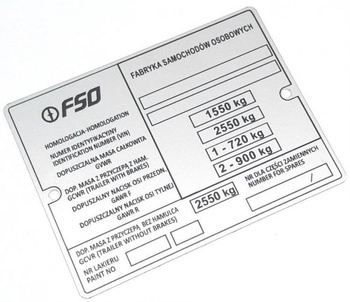 FSO
FABRYKA SAMOCHODÓW OSOBOWYCH
HOMOLOGACJA-HOMOLOGATION
NUMER IDENTYFIKACYJNY
IDENTIFICATION NUMBER (VIN)
DOPUSZCZALNA MASA CAŁKOWITA
GVWR
1550 kg
DOP. MASA Z PRZYCZEPĄ Z HAM.
GCWR (TRAILER WITH BRAKES)
2550 kg
DOPUSZALNY NACISK OSI PRZEDN.
GAWR F
1 - 720 kg
DOPUSZCZALNY NACISK OSI TYLNEJ
GAWR R
2 - 900 kg
DOP. MASA Z PRZYCZEPĄ BEZ HAMULCA
GCVR (TRAILER WITHOUT BRAKES)
2550 kg
NR LAKIERU
PAINT NO
NR DLA CZĘŚCI ZAMIENNYCH
NUMBER FOR SPARES
/